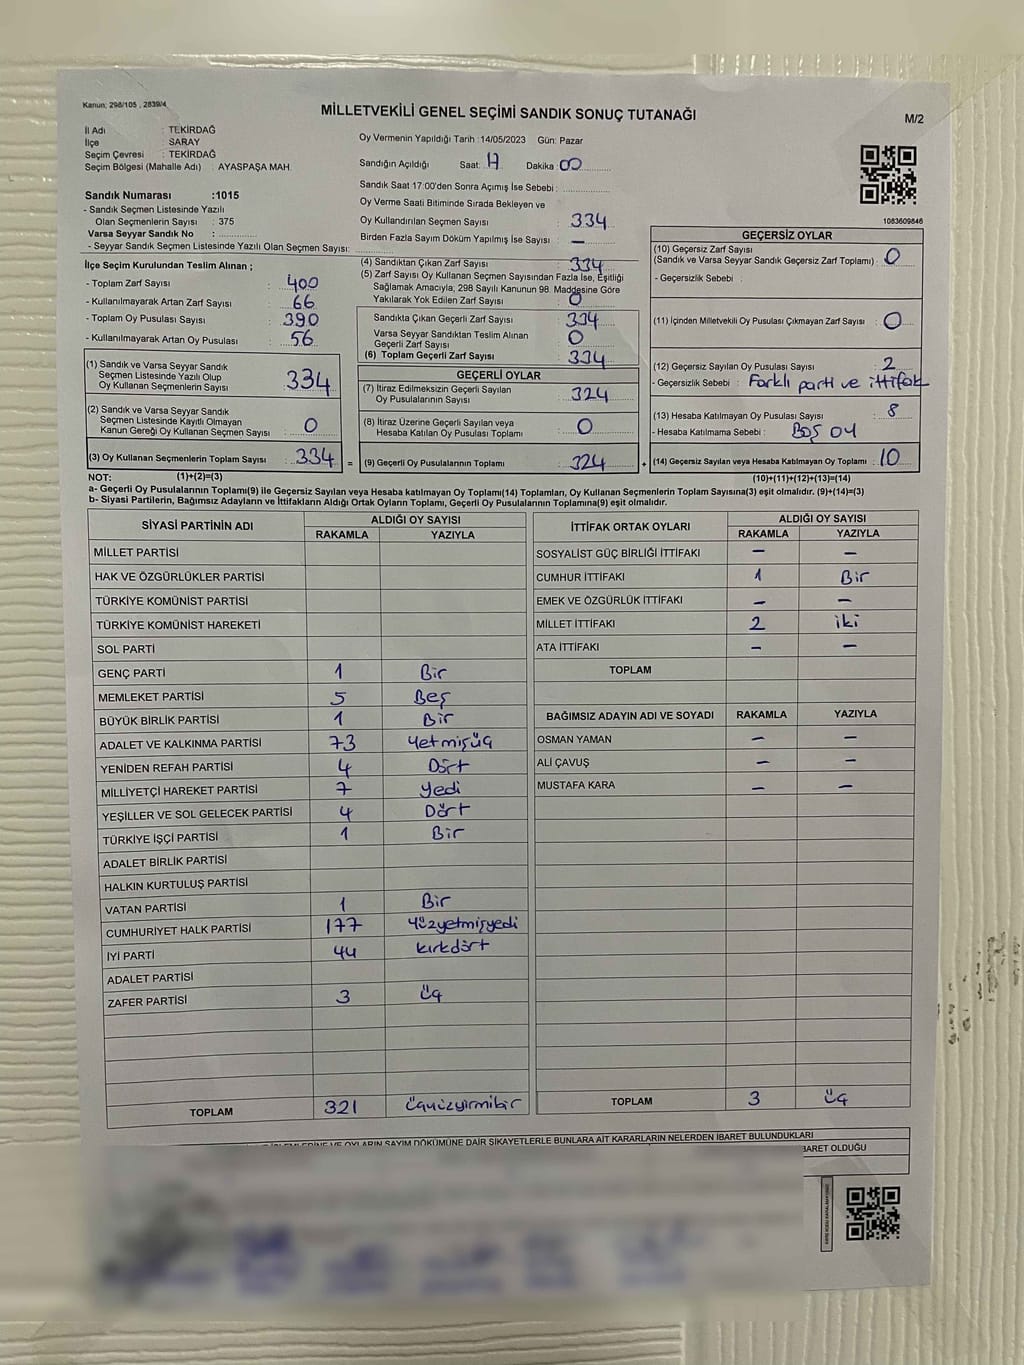 Kanun; 298/105 , 2839/4
MİLLETVEKİLİ GENEL SEÇİMİ SANDIK SONUÇ TUTANAĞI
M/2
İl Adı : TEKİRDAĞ
İlçe SARAY
Seçim Çevresi : TEKİRDAĞ
Seçim Bölgesi (Mahalle Adı) : AYASPAŞA MAH.
Sandık Numarası :1015
- Sandık Seçmen Listesinde Yazılı
Olan Seçmenlerin Sayısı : 375
Varsa Seyyar Sandık No :
- Seyyar Sandık Seçmen Listesinde Yazılı Olan Seçmen Sayısı:
Oy Vermenin Yapıldığı Tarih :14/05/2023 Gün: Pazar
Sandığın Açıldığı Saat: 17 Dakika : 00
Sandık Saat 17:00'den Sonra Açımış İse Sebebi :
Oy Verme Saati Bitiminde Sırada Bekleyen ve
Oy Kullandırılan Seçmen Sayısı : 334
Birden Fazla Sayım Döküm Yapılmış İse Sayısı : —
1083609846
İlçe Seçim Kurulundan Teslim Alınan ;
- Toplam Zarf Sayısı : 400
- Kullanılmayarak Artan Zarf Sayısı : 66
- Toplam Oy Pusulası Sayısı : 390
- Kullanılmayarak Artan Oy Pusulası : 56
(4) Sandıktan Çıkan Zarf Sayısı : 334
(5) Zarf Sayısı Oy Kullanan Seçmen Sayısından Fazla İse, Eşitliği
Sağlamak Amacıyla, 298 Sayılı Kanunun 98. Maddesine Göre
Yakılarak Yok Edilen Zarf Sayısı : 0
Sandıkta Çıkan Geçerli Zarf Sayısı : 334
Varsa Seyyar Sandıktan Teslim Alınan
Geçerli Zarf Sayısı : 0
(6) Toplam Geçerli Zarf Sayısı : 334
GEÇERSİZ OYLAR
(10) Geçersiz Zarf Sayısı
(Sandık ve Varsa Seyyar Sandık Geçersiz Zarf Toplamı) : 0
- Geçersizlik Sebebi :
(11) İçinden Milletvekili Oy Pusulası Çıkmayan Zarf Sayısı : 0
(12) Geçersiz Sayılan Oy Pusulası Sayısı : 2
- Geçersizlik Sebebi : Farklı parti ve ittifak
(13) Hesaba Katılmayan Oy Pusulası Sayısı : 8
- Hesaba Katılmama Sebebi : Boş oy
(1) Sandık ve Varsa Seyyar Sandık
Seçmen Listesinde Yazılı Olup
Oy Kullanan Seçmenlerin Sayısı : 334
(2) Sandık ve Varsa Seyyar Sandık
Seçmen Listesinde Kayıtlı Olmayan
Kanun Gereği Oy Kullanan Seçmen Sayısı : 0
GEÇERLİ OYLAR
(7) İtiraz Edilmeksizin Geçerli Sayılan
Oy Pusulalarının Sayısı : 324
(8) İtiraz Üzerine Geçerli Sayılan veya
Hesaba Katılan Oy Pusulası Toplamı : 0
(3) Oy Kullanan Seçmenlerin Toplam Sayısı : 334 = (9) Geçerli Oy Pusulalarının Toplamı : 324 + (14) Geçersiz Sayılan veya Hesaba Katılmayan Oy Toplamı : 10
NOT: (1)+(2)=(3) (10)+(11)+(12)+(13)=(14)
a- Geçerli Oy Pusulalarının Toplamı(9) ile Geçersiz Sayılan veya Hesaba katılmayan Oy Toplamı(14) Toplamları, Oy Kullanan Seçmenlerin Toplam Sayısına(3) eşit olmalıdır. (9)+(14)=(3)
b- Siyasi Partilerin, Bağımsız Adayların ve İttifakların Aldığı Ortak Oyların Toplamı, Geçerli Oy Pusulalarının Toplamına(9) eşit olmalıdır.
SİYASİ PARTİNİN ADI ALDIĞI OY SAYISI
RAKAMLA YAZIYLA
MİLLET PARTİSİ
HAK VE ÖZGÜRLÜKLER PARTİSİ
TÜRKİYE KOMÜNİST PARTİSİ
TÜRKİYE KOMÜNİST HAREKETİ
SOL PARTİ
GENÇ PARTİ 1 Bir
MEMLEKET PARTİSİ 5 Beş
BÜYÜK BİRLİK PARTİSİ 1 Bir
ADALET VE KALKINMA PARTİSİ 73 yetmişüç
YENİDEN REFAH PARTİSİ 4 Dört
MİLLİYETÇİ HAREKET PARTİSİ 7 yedi
YEŞİLLER VE SOL GELECEK PARTİSİ 4 Dört
TÜRKİYE İŞÇİ PARTİSİ 1 Bir
ADALET BİRLİK PARTİSİ
HALKIN KURTULUŞ PARTİSİ
VATAN PARTİSİ 1 Bir
CUMHURİYET HALK PARTİSİ 177 yüzyetmişyedi
İYİ PARTİ 44 kırkdört
ADALET PARTİSİ
ZAFER PARTİSİ 3 üç
TOPLAM 321 üçyüzyirmibir
İTTİFAK ORTAK OYLARI ALDIĞI OY SAYISI
RAKAMLA YAZIYLA
SOSYALİST GÜÇ BİRLİĞİ İTTİFAKI — —
CUMHUR İTTİFAKI 1 Bir
EMEK VE ÖZGÜRLÜK İTTİFAKI — —
MİLLET İTTİFAKI 2 iki
ATA İTTİFAKI — —
TOPLAM
BAĞIMSIZ ADAYIN ADI VE SOYADI RAKAMLA YAZIYLA
OSMAN YAMAN — —
ALİ ÇAVUŞ — —
MUSTAFA KARA — —
TOPLAM 3 üç
İŞLEMLERİNE VE OYLARIN SAYIM DÖKÜMÜNE DAİR ŞİKAYETLERLE BUNLARA AİT KARARLARIN NELERDEN İBARET BULUNDUKLARI
İBARET OLDUĞU